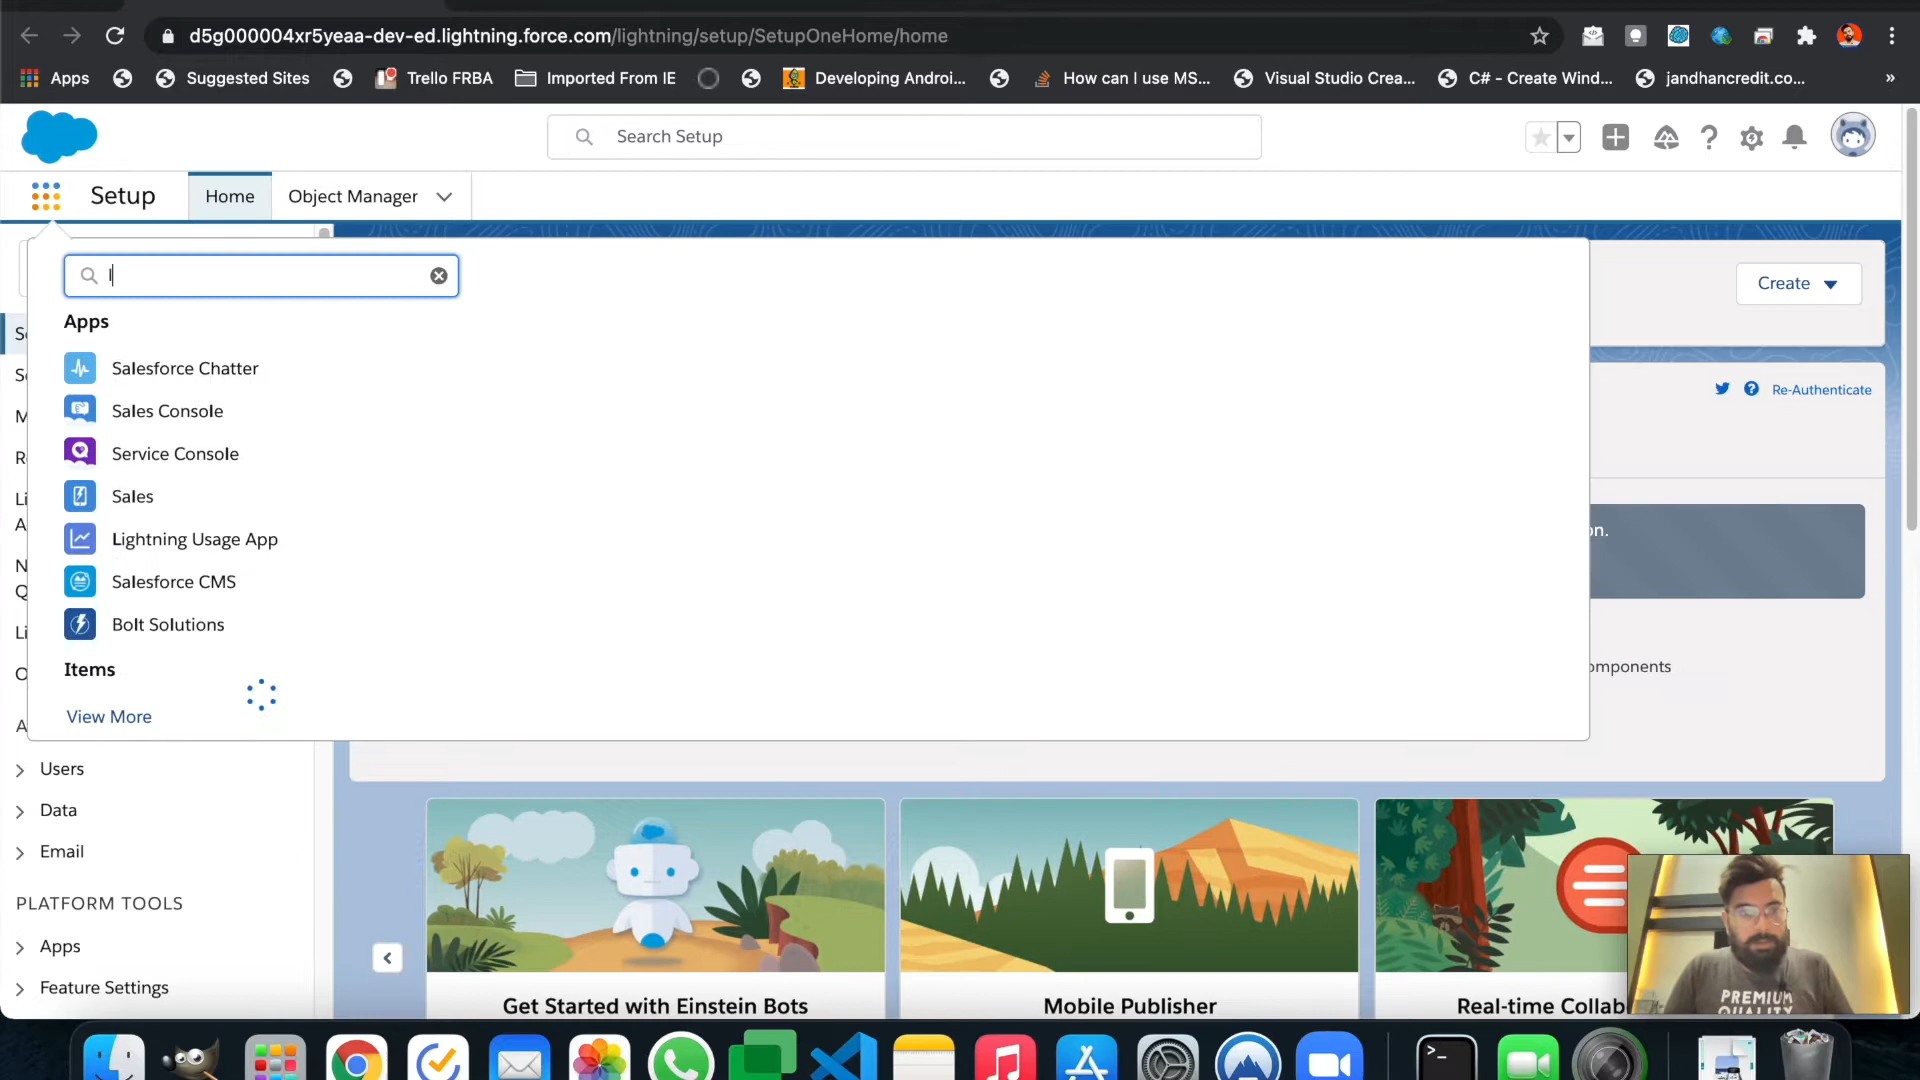 d5g000004xr5yeaa-dev-ed.lightning.force.com/lightning/setup/SetupOneHome/home
Apps Suggested Sites Trello FRBA Imported From IE Developing Androi... How can I use MS... Visual Studio Crea... C# - Create Wind... jandhancredit.co... »
Search Setup
Setup Home Object Manager
l
Create
Apps
Salesforce Chatter
Re-Authenticate
Sales Console
Service Console
Sales
on.
Lightning Usage App
Salesforce CMS
Bolt Solutions
Items
omponents
View More
Users
Data
Email
PLATFORM TOOLS
Apps
Feature Settings
Get Started with Einstein Bots Mobile Publisher Real-time Collab
PREMIUM
QUALITY